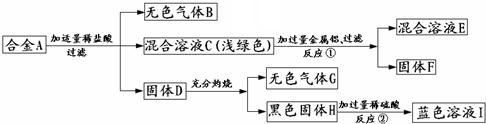 无色气体B
混合溶液E
加适量稀盐酸
过滤
加过量金属铝、过滤
反应①
合金A
混合溶液C(浅绿色)
固体F
无色气体G
固体D
充分灼烧
加过量稀硫酸
反应②
黑色固体H
蓝色溶液I